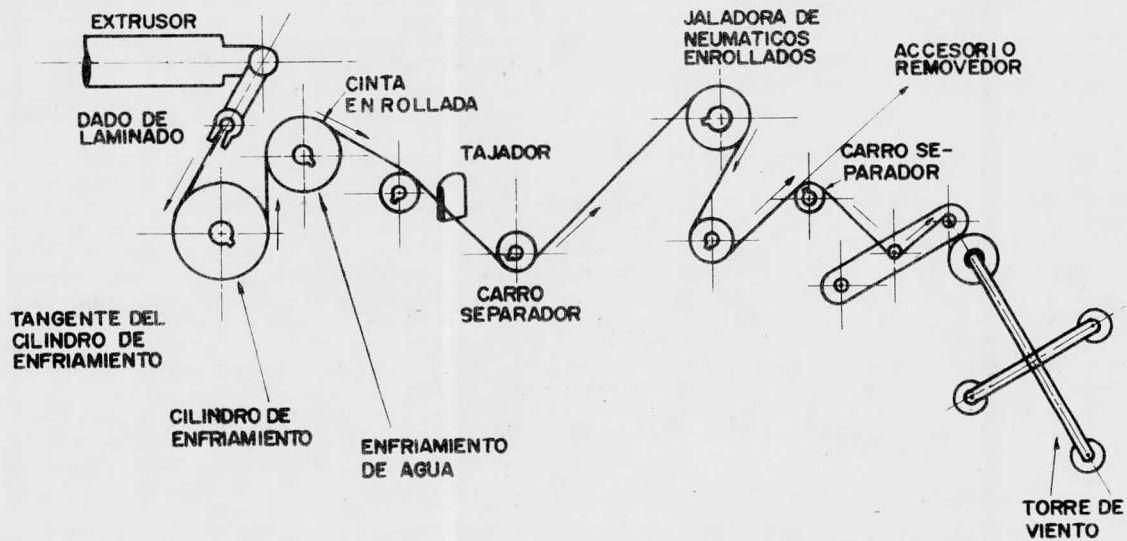 EXTRUSOR
DADO DE
LAMINADO
CINTA
ENROLLADA
TAJADOR
JALADORA DE
NEUMATICOS
ENROLLADOS
ACCESORIO
REMOVEDOR
CARRO SE-
PARADOR
CARRO
SEPARADOR
TANGENTE DEL
CILINDRO DE
ENFRIAMIENTO
CILINDRO DE
ENFRIAMIENTO
ENFRIAMIENTO
DE AGUA
TORRE DE
VIENTO